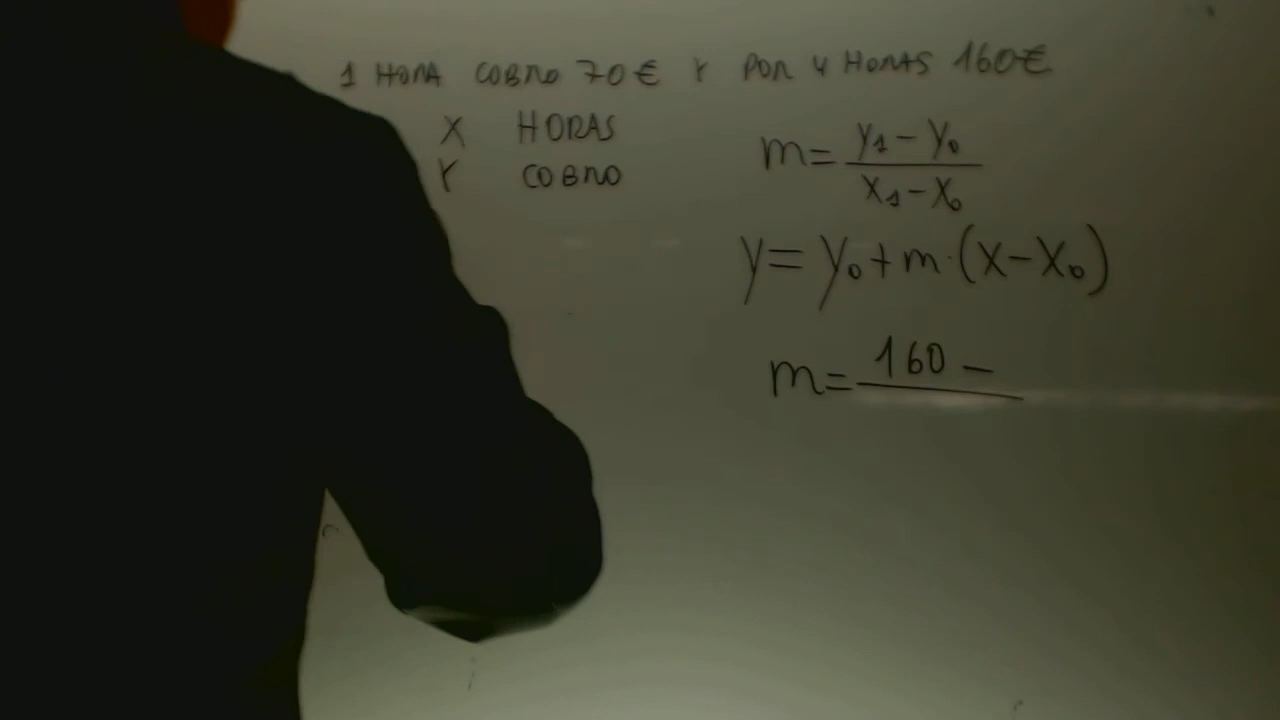 1 HORA COBRO 70€ Y POR 4 HORAS 160€
X HORAS
Y COBRO
m = (y₁ - y₀) / (x₁ - x₀)
y = y₀ + m · (x - x₀)
m = 160 -